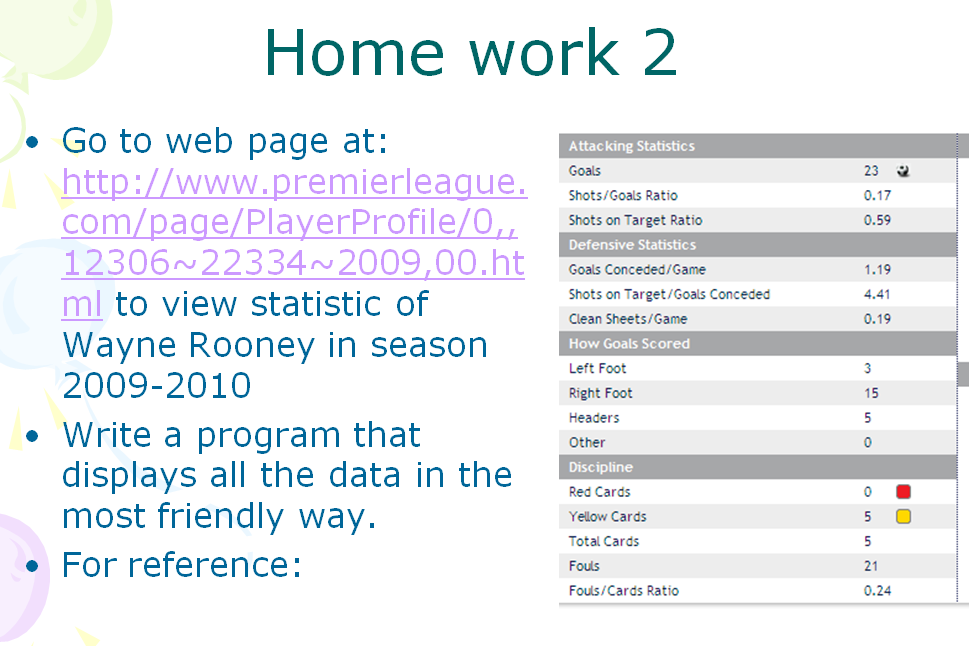 Home work 2
• Go to web page at:
http://www.premierleague.
com/page/PlayerProfile/0,,
12306~22334~2009,00.ht
ml to view statistic of
Wayne Rooney in season
2009-2010
• Write a program that
displays all the data in the
most friendly way.
• For reference:
Attacking Statistics
Goals 23
Shots/Goals Ratio 0.17
Shots on Target Ratio 0.59
Defensive Statistics
Goals Conceded/Game 1.19
Shots on Target/Goals Conceded 4.41
Clean Sheets/Game 0.19
How Goals Scored
Left Foot 3
Right Foot 15
Headers 5
Other 0
Discipline
Red Cards 0
Yellow Cards 5
Total Cards 5
Fouls 21
Fouls/Cards Ratio 0.24